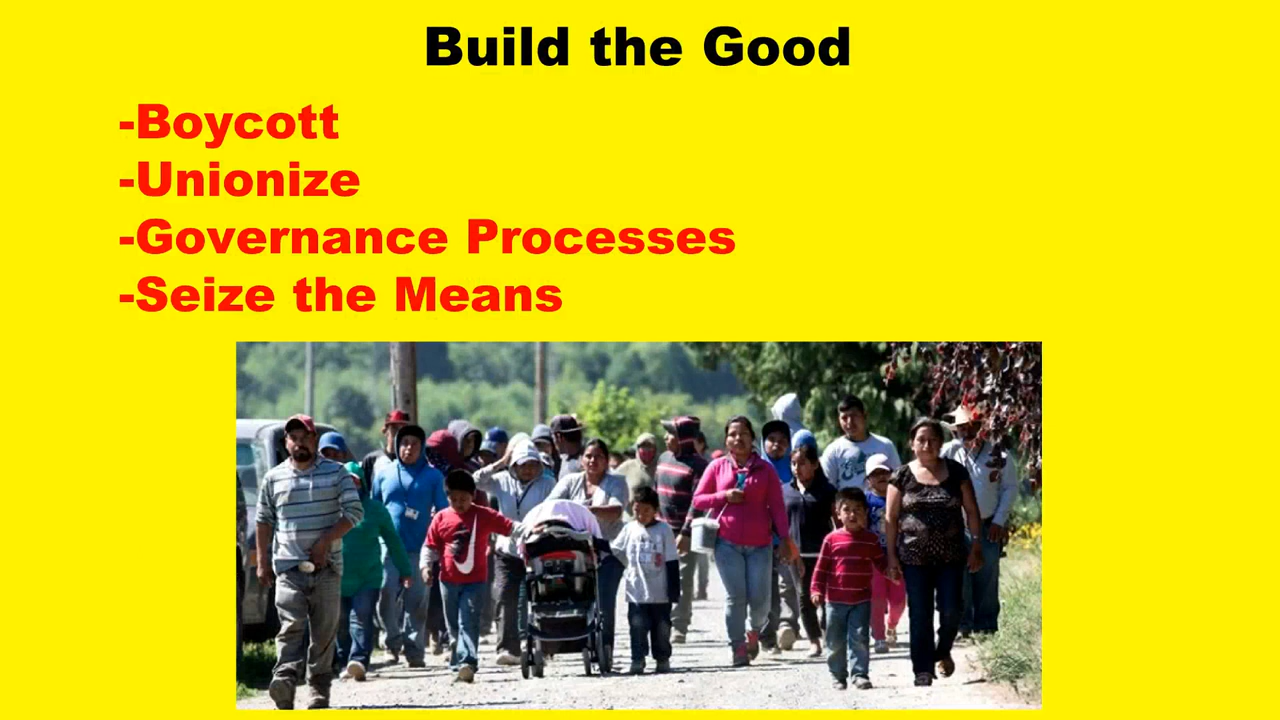 Build the Good
-Boycott
-Unionize
-Governance Processes
-Seize the Means